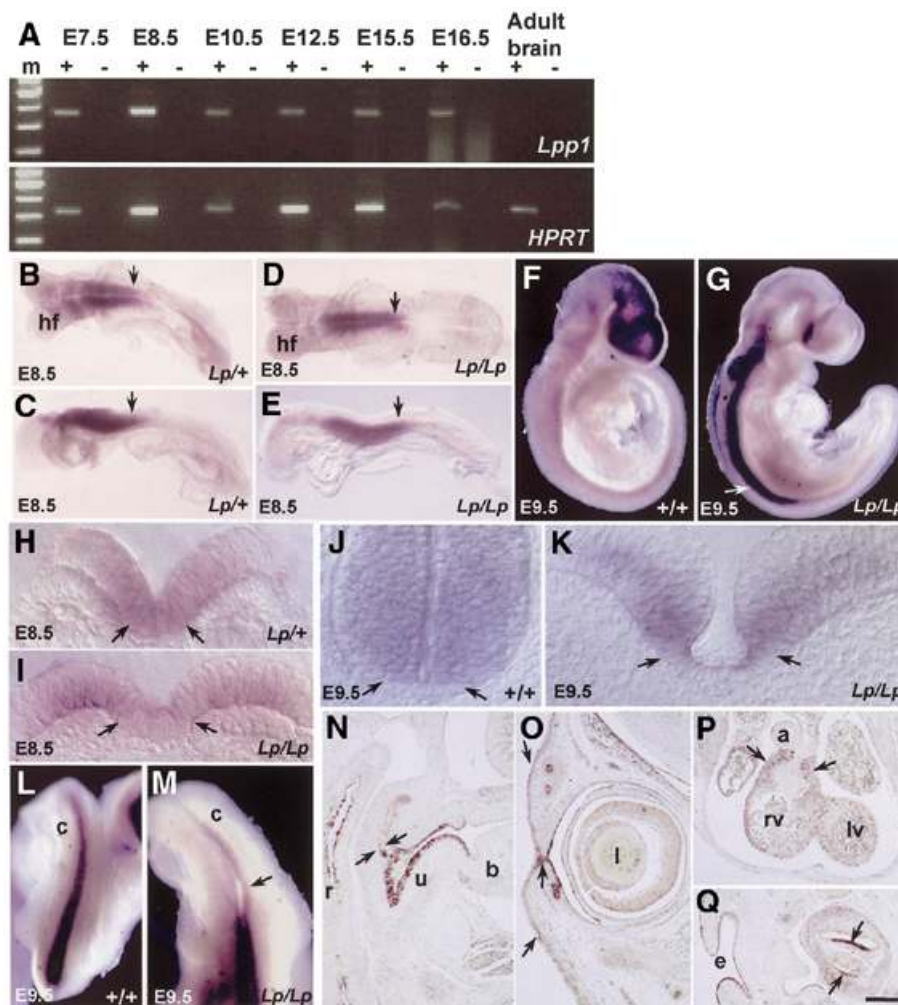 A E7.5 E8.5 E10.5 E12.5 E15.5 E16.5 Adult brain
m + - + - + - + - + - + - + -
Lpp1
HPRT
B hf E8.5 Lp/+
D hf E8.5 Lp/Lp
F E9.5 +/+
G E9.5 Lp/Lp
C E8.5 Lp/+
E E8.5 Lp/Lp
H E8.5 Lp/+
J E9.5 +/+
K E9.5 Lp/Lp
I E8.5 Lp/Lp
L c E9.5 +/+
M c E9.5 Lp/Lp
N r u b
O l
P a rv lv
Q e